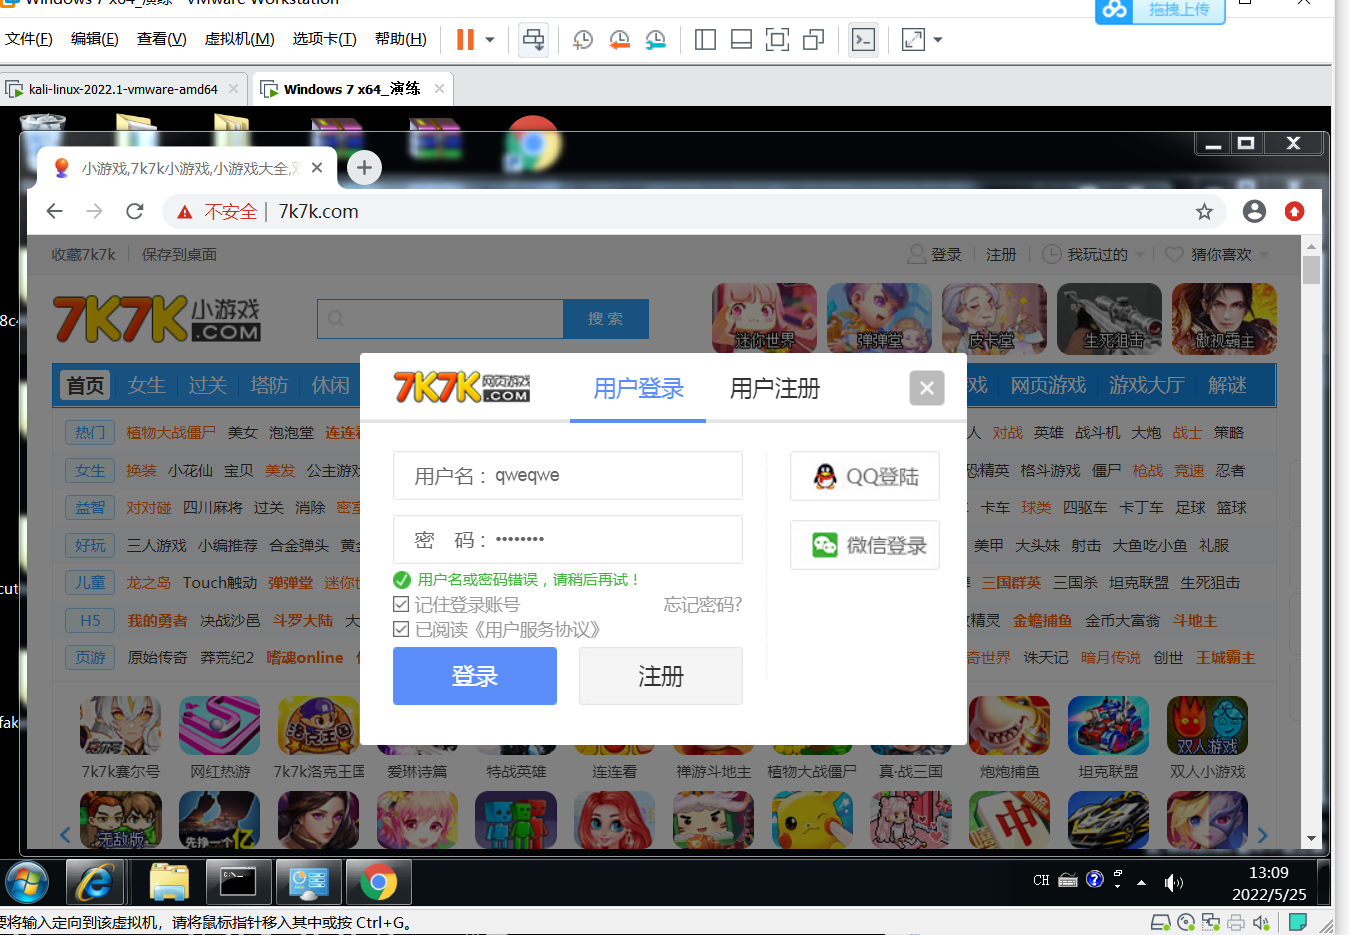 Windows 7 x64_演练 - VMware Workstation
拖拽上传
文件(F) 编辑(E) 查看(V) 虚拟机(M) 选项卡(T) 帮助(H)
kali-linux-2022.1-vmware-amd64 Windows 7 x64_演练
小游戏,7k7k小游戏,小游戏大全,双
不安全 7k7k.com
收藏7k7k 保存到桌面 登录 注册 我玩过的 猜你喜欢
7K7K小游戏.COM 搜 索 迷你世界 弹弹堂 皮卡堂 生死狙击 傲视霸主
首页 女生 过关 塔防 休闲 戏 网页游戏 游戏大厅 解谜
7K7K网页游戏.COM 用户登录 用户注册
热门 植物大战僵尸 美女 泡泡堂 连连看 人 对战 英雄 战斗机 大炮 战士 策略
女生 换装 小花仙 宝贝 美发 公主游戏 恐精英 格斗游戏 僵尸 枪战 竞速 忍者
用户名： qweqwe QQ登陆
益智 对对碰 四川麻将 过关 消除 密室 卡车 球类 四驱车 卡丁车 足球 篮球
好玩 三人游戏 小编推荐 合金弹头 黄金 美甲 大头妹 射击 大鱼吃小鱼 礼服
密 码： •••••••• 微信登录
儿童 龙之岛 Touch触动 弹弹堂 迷你世 三国群英 三国杀 坦克联盟 生死狙击
用户名或密码错误，请稍后再试！
记住登录账号 忘记密码?
H5 我的勇者 决战沙邑 斗罗大陆 大 精灵 金蟾捕鱼 金币大富翁 斗地主
已阅读《用户服务协议》
页游 原始传奇 莽荒纪2 嗜魂online 奇世界 诛天记 暗月传说 创世 王城霸主
登录 注册
双人游戏
7k7k赛尔号 网红热游 7k7k洛克王国 爱琳诗篇 特战英雄 连连看 禅游斗地主 植物大战僵尸 真·战三国 炮炮捕鱼 坦克联盟 双人小游戏
无敌版 先挣一个亿
8c4
cut
fak
CH 13:09
2022/5/25
要将输入定向到该虚拟机，请将鼠标指针移入其中或按 Ctrl+G。